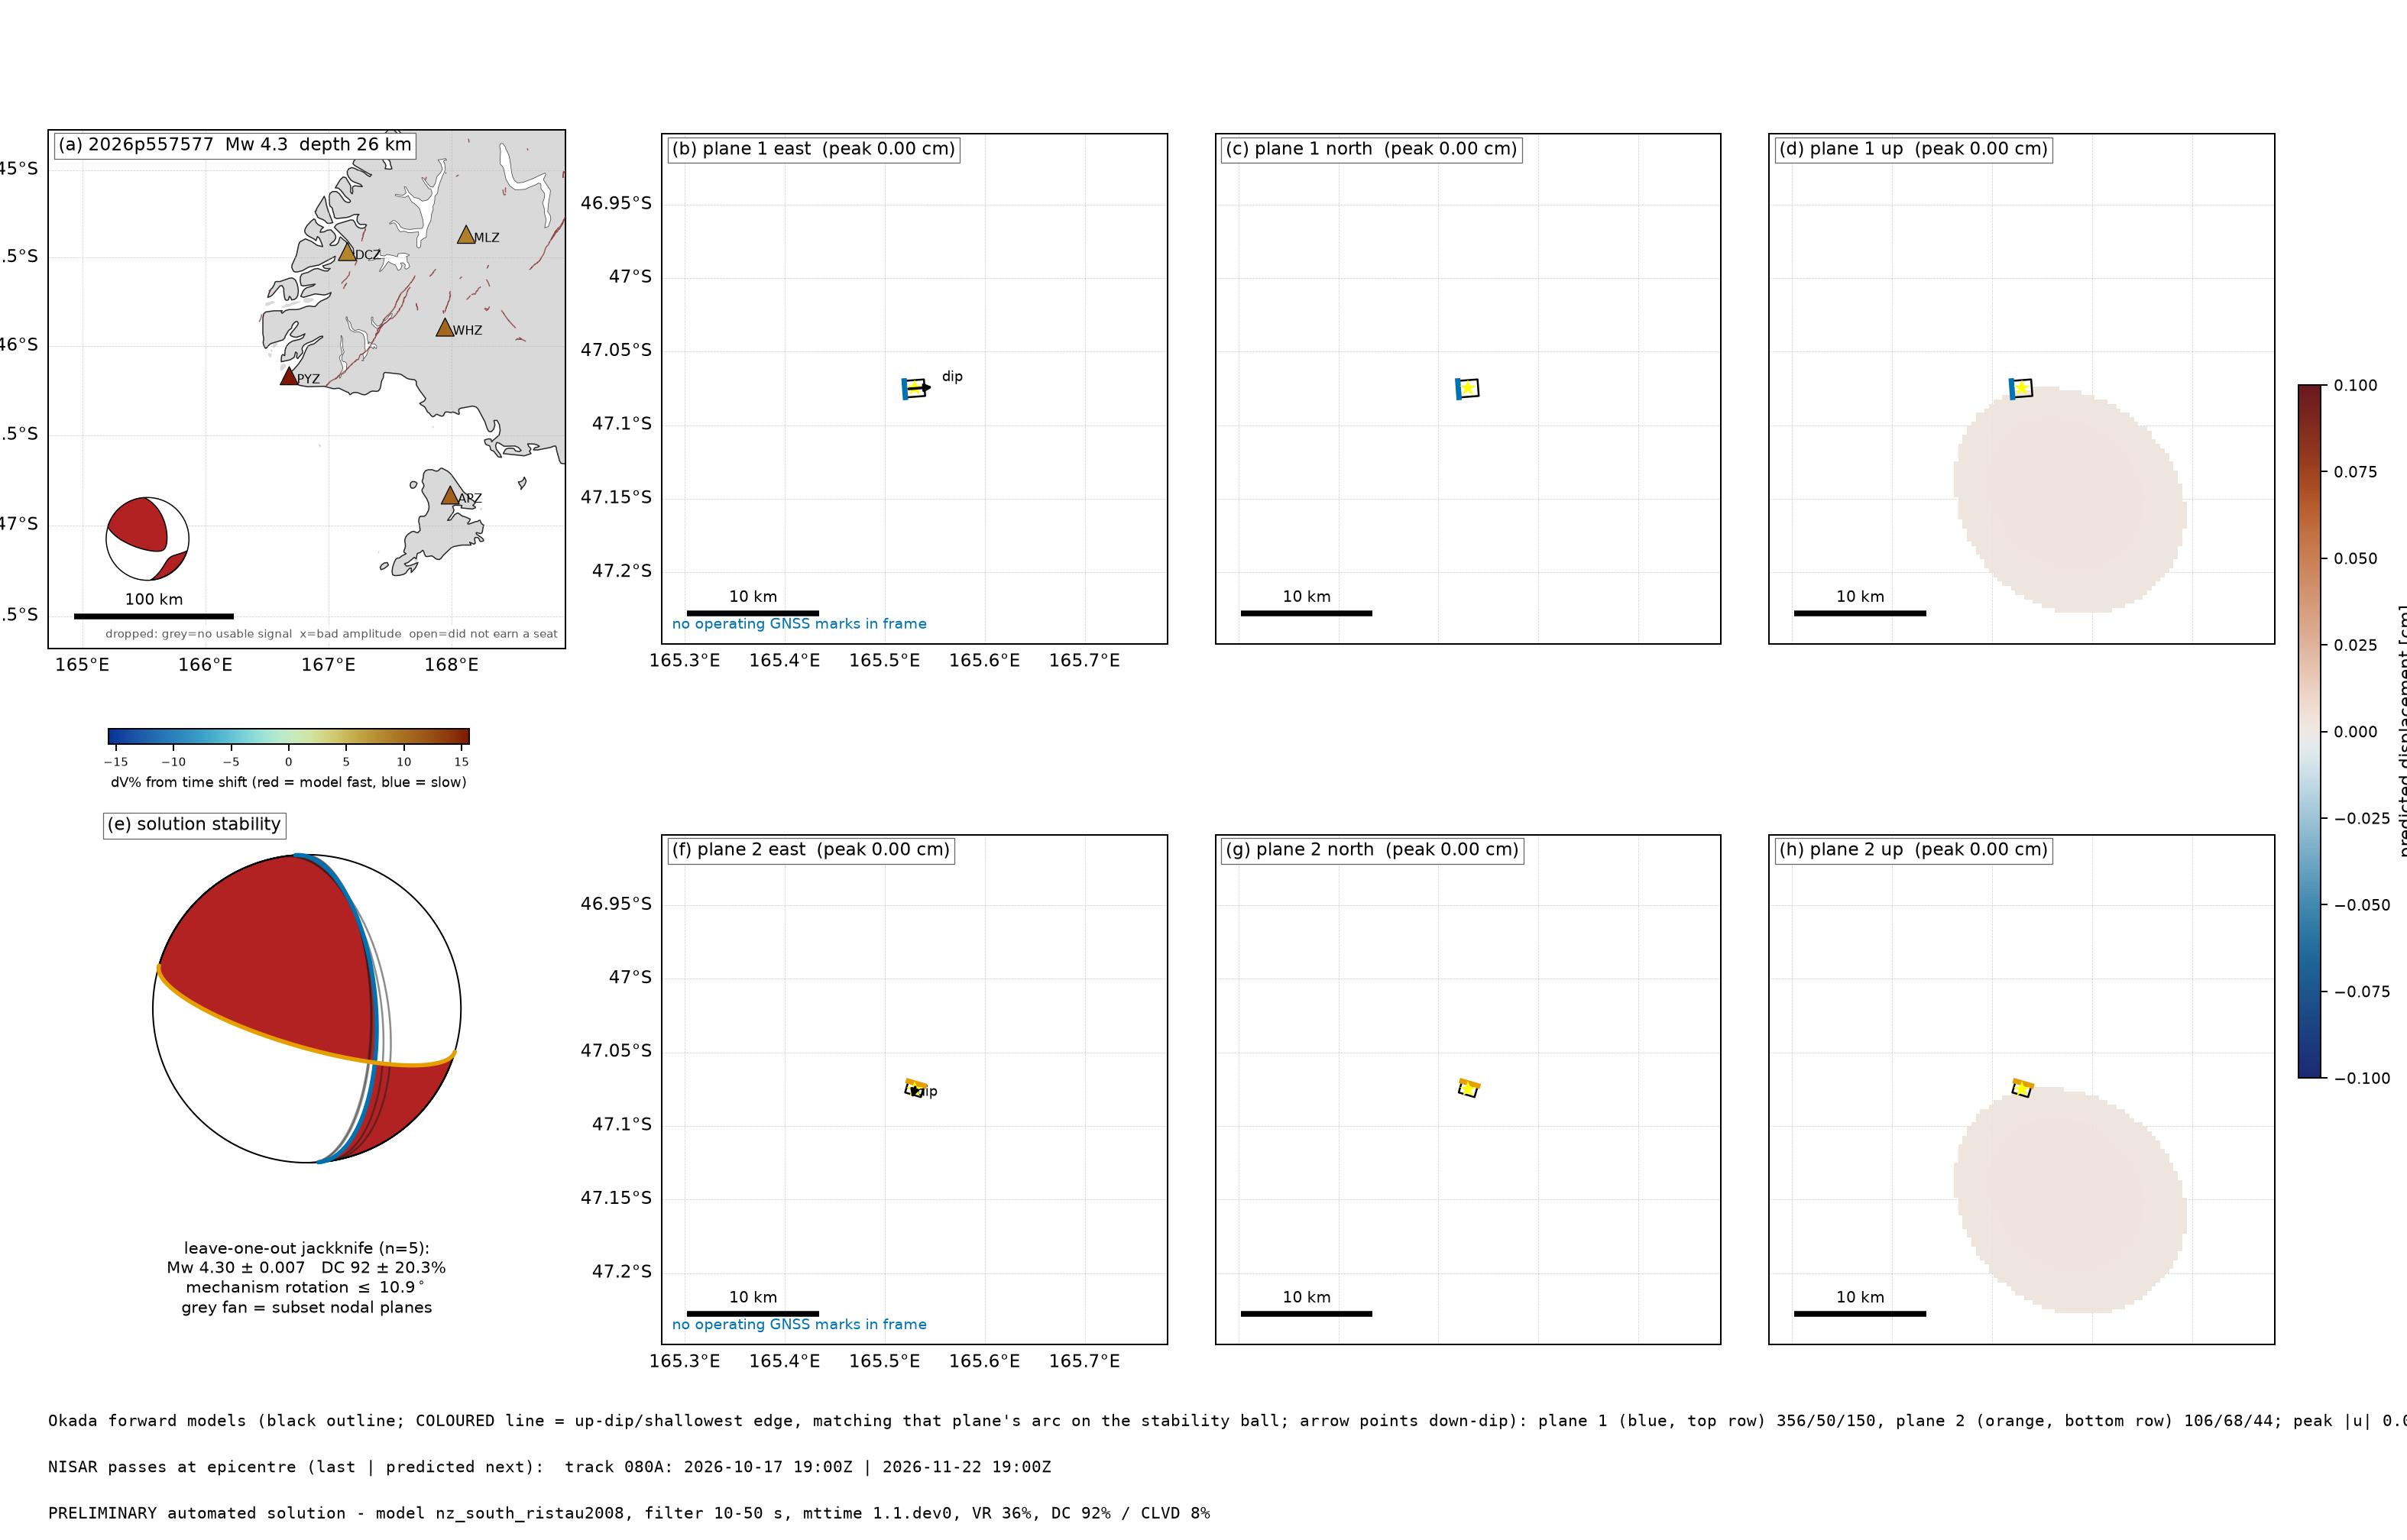 (a) 2026p557577  Mw 4.3  depth 26 km
45°S
.5°S
46°S
.5°S
47°S
.5°S
MLZ
DCZ
WHZ
PYZ
APZ
100 km
dropped: grey=no usable signal  x=bad amplitude  open=did not earn a seat
165°E 166°E 167°E 168°E
(b) plane 1 east  (peak 0.00 cm)
46.95°S
47°S
47.05°S
47.1°S
47.15°S
47.2°S
dip
10 km
no operating GNSS marks in frame
165.3°E 165.4°E 165.5°E 165.6°E 165.7°E
(c) plane 1 north  (peak 0.00 cm)
10 km
(d) plane 1 up  (peak 0.00 cm)
10 km
0.100
0.075
0.050
0.025
0.000
−0.025
−0.050
−0.075
−0.100
predicted displacement [cm]
−15 −10 −5 0 5 10 15
dV% from time shift (red = model fast, blue = slow)
(e) solution stability
leave-one-out jackknife (n=5):
Mw 4.30 ± 0.007   DC 92 ± 20.3%
mechanism rotation ≤ 10.9°
grey fan = subset nodal planes
(f) plane 2 east  (peak 0.00 cm)
46.95°S
47°S
47.05°S
47.1°S
47.15°S
47.2°S
dip
10 km
no operating GNSS marks in frame
165.3°E 165.4°E 165.5°E 165.6°E 165.7°E
(g) plane 2 north  (peak 0.00 cm)
10 km
(h) plane 2 up  (peak 0.00 cm)
10 km
Okada forward models (black outline; COLOURED line = up-dip/shallowest edge, matching that plane's arc on the stability ball; arrow points down-dip): plane 1 (blue, top row) 356/50/150, plane 2 (orange, bottom row) 106/68/44; peak |u| 0.0
NISAR passes at epicentre (last | predicted next):  track 080A: 2026-10-17 19:00Z | 2026-11-22 19:00Z
PRELIMINARY automated solution - model nz_south_ristau2008, filter 10-50 s, mttime 1.1.dev0, VR 36%, DC 92% / CLVD 8%